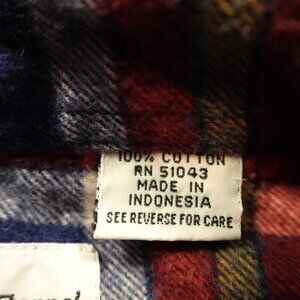 100% COTTON
RN 51043
MADE IN
INDONESIA
SEE REVERSE FOR CARE